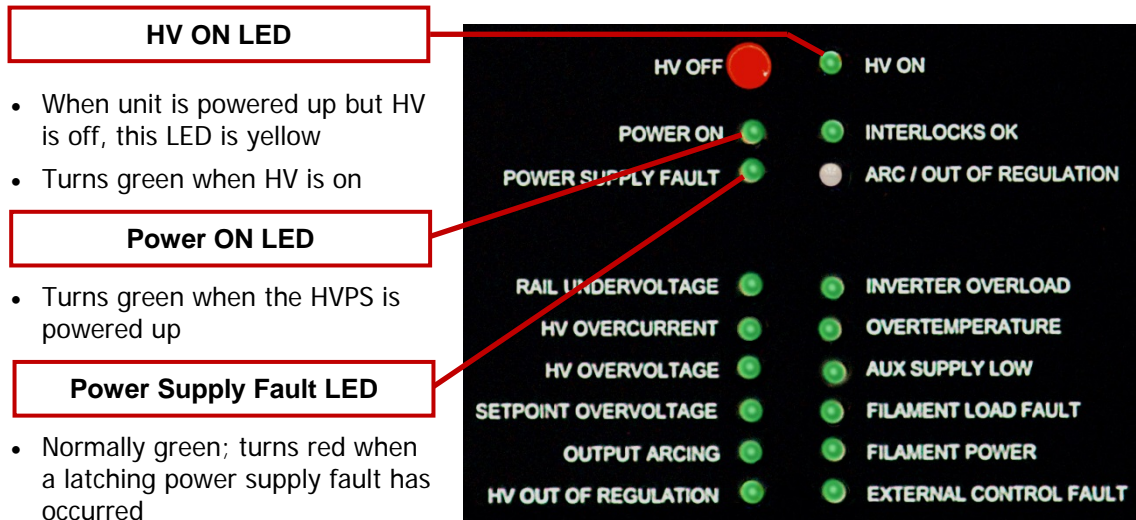 HV ON LED
• When unit is powered up but HV
is off, this LED is yellow
• Turns green when HV is on
Power ON LED
• Turns green when the HVPS is
powered up
Power Supply Fault LED
• Normally green; turns red when
a latching power supply fault has
occurred
HV OFF
HV ON
POWER ON
INTERLOCKS OK
POWER SUPPLY FAULT
ARC / OUT OF REGULATION
RAIL UNDERVOLTAGE
INVERTER OVERLOAD
HV OVERCURRENT
OVERTEMPERATURE
HV OVERVOLTAGE
AUX SUPPLY LOW
SETPOINT OVERVOLTAGE
FILAMENT LOAD FAULT
OUTPUT ARCING
FILAMENT POWER
HV OUT OF REGULATION
EXTERNAL CONTROL FAULT